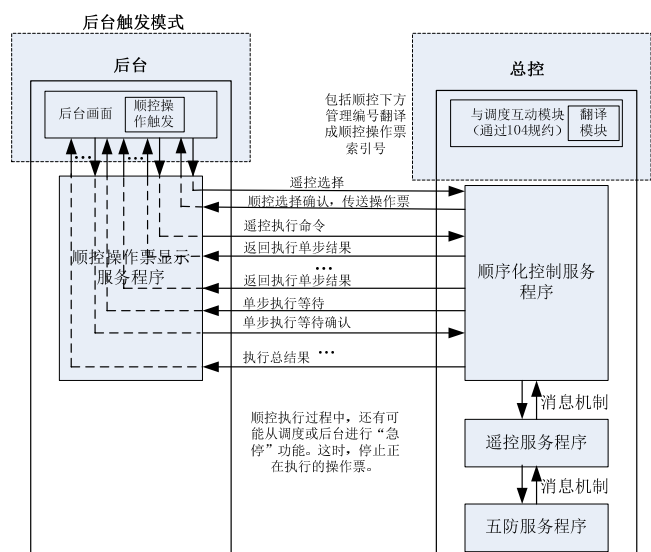 后台触发模式
后台
后台画面
顺控操
作触发
总控
包括顺控下方
管理编号翻译
成顺控操作票
索引号
与调度互动模块
(通过104规约)
翻译
模块
...
...
遥控选择
顺控选择确认，传送操作票
遥控执行命令
返回执行单步结果
...
返回执行单步结果
单步执行等待
单步执行等待确认
执行总结果
...
顺控操作票显示
服务程序
顺序化控制服务
程序
消息机制
遥控服务程序
消息机制
五防服务程序
顺控执行过程中，还有可
能从调度或后台进行“急
停”功能。这时，停止正
在执行的操作票。